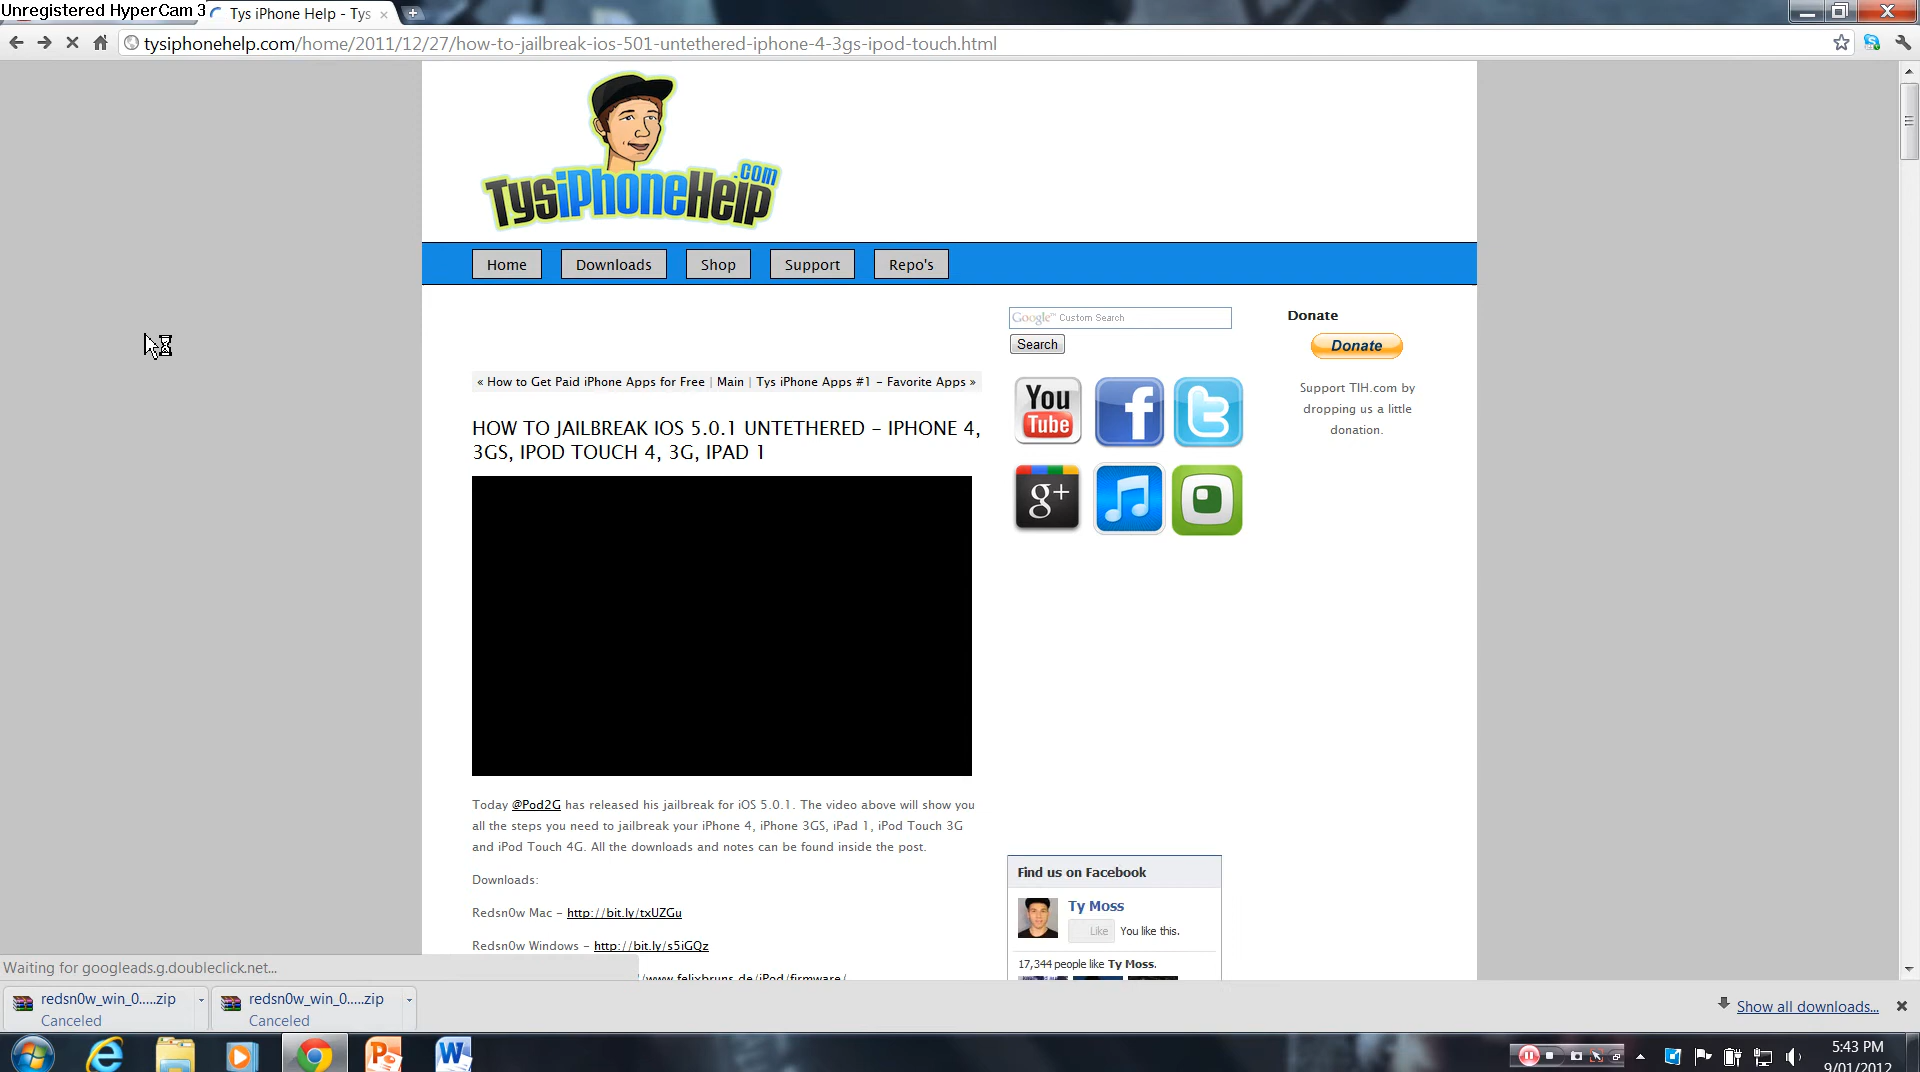 Unregistered HyperCam 3
Tys iPhone Help - Tys
tysiphonehelp.com/home/2011/12/27/how-to-jailbreak-ios-501-untethered-iphone-4-3gs-ipod-touch.html
TysiPhoneHelp.com
Home Downloads Shop Support Repo's
Google™ Custom Search
Search
Donate
Donate
Support TIH.com by
dropping us a little
donation.
« How to Get Paid iPhone Apps for Free | Main | Tys iPhone Apps #1 - Favorite Apps »
You
Tube
f
t
g+
HOW TO JAILBREAK IOS 5.0.1 UNTETHERED - IPHONE 4,
3GS, IPOD TOUCH 4, 3G, IPAD 1
Today @Pod2G has released his jailbreak for iOS 5.0.1. The video above will show you
all the steps you need to jailbreak your iPhone 4, iPhone 3GS, iPad 1, iPod Touch 3G
and iPod Touch 4G. All the downloads and notes can be found inside the post.
Downloads:
Redsn0w Mac - http://bit.ly/txUZGu
Redsn0w Windows - http://bit.ly/s5iGQz
/www.felixbruns.de/iPod/firmware/
Find us on Facebook
Ty Moss
Like You like this.
17,344 people like Ty Moss.
Waiting for googleads.g.doubleclick.net...
redsn0w_win_0.....zip
Canceled
redsn0w_win_0.....zip
Canceled
Show all downloads...
5:43 PM
9/01/2012